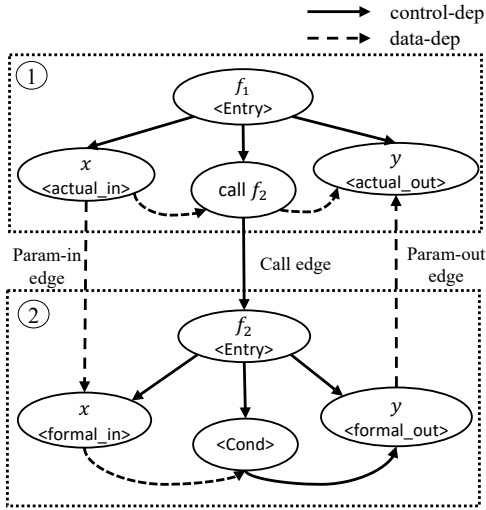 control-dep
data-dep
1
f₁
<Entry>
x
<actual_in>
call f₂
y
<actual_out>
Param-in
edge
Call edge
Param-out
edge
2
f₂
<Entry>
x
<formal_in>
<Cond>
y
<formal_out>